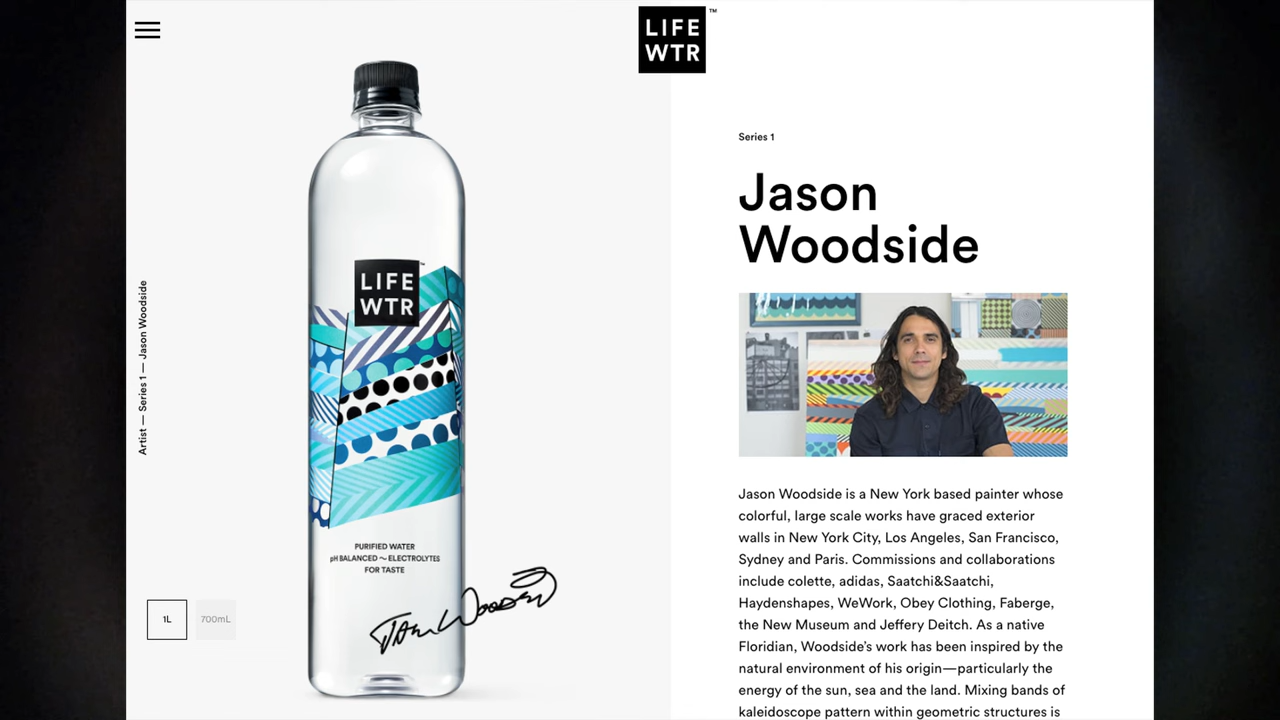 LIFE
WTR
™
Artist — Series 1 — Jason Woodside
LIFE
WTR
™
PURIFIED WATER
pH BALANCED ~ ELECTROLYTES
FOR TASTE
Jason Woodside
1L
700mL
Series 1
Jason
Woodside
Jason Woodside is a New York based painter whose
colorful, large scale works have graced exterior
walls in New York City, Los Angeles, San Francisco,
Sydney and Paris. Commissions and collaborations
include colette, adidas, Saatchi&Saatchi,
Haydenshapes, WeWork, Obey Clothing, Faberge,
the New Museum and Jeffery Deitch. As a native
Floridian, Woodside’s work has been inspired by the
natural environment of his origin—particularly the
energy of the sun, sea and the land. Mixing bands of
kaleidoscope pattern within geometric structures is